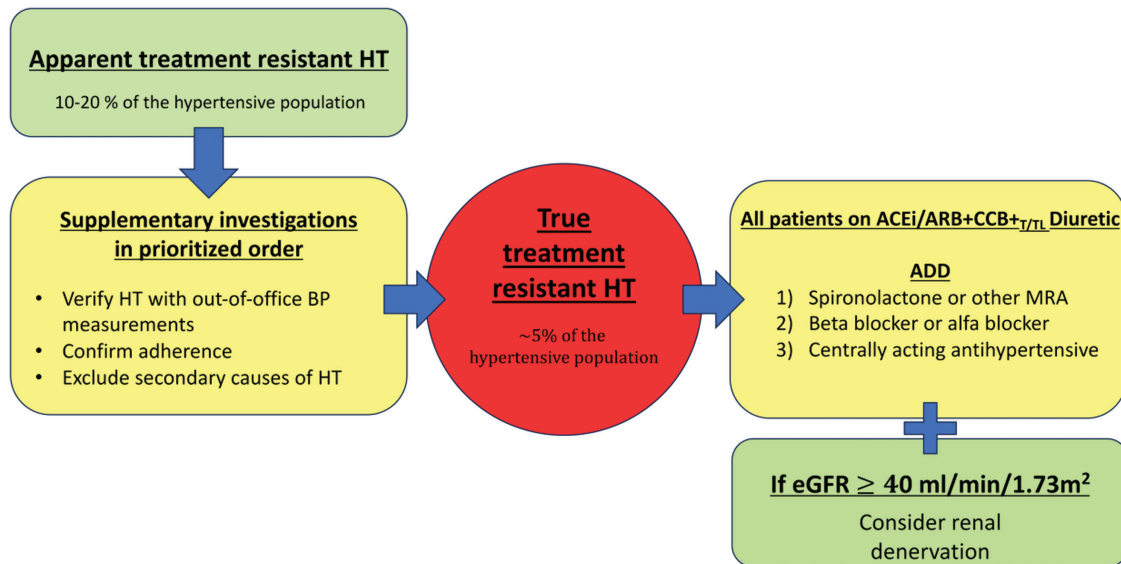 Apparent treatment resistant HT
10-20 % of the hypertensive population
Supplementary investigations
in prioritized order
• Verify HT with out-of-office BP
measurements
• Confirm adherence
• Exclude secondary causes of HT
True
treatment
resistant HT
~5% of the
hypertensive population
All patients on ACEi/ARB+CCB+T/TL Diuretic
ADD
1) Spironolactone or other MRA
2) Beta blocker or alfa blocker
3) Centrally acting antihypertensive
If eGFR ≥ 40 ml/min/1.73m²
Consider renal
denervation